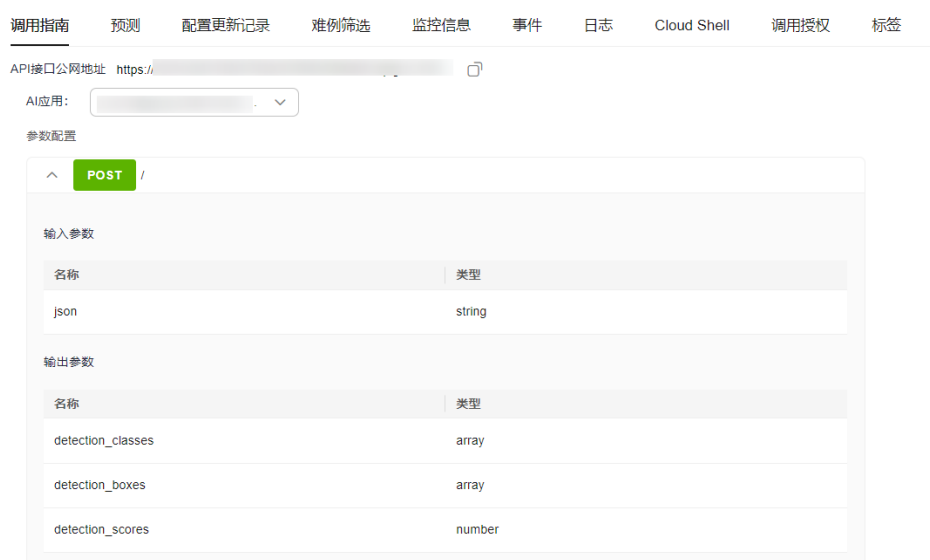 调用指南 预测 配置更新记录 难例筛选 监控信息 事件 日志 Cloud Shell 调用授权 标签
API接口公网地址 https:/
AI应用：
参数配置
POST /
输入参数
名称 类型
json string
输出参数
名称 类型
detection_classes array
detection_boxes array
detection_scores number